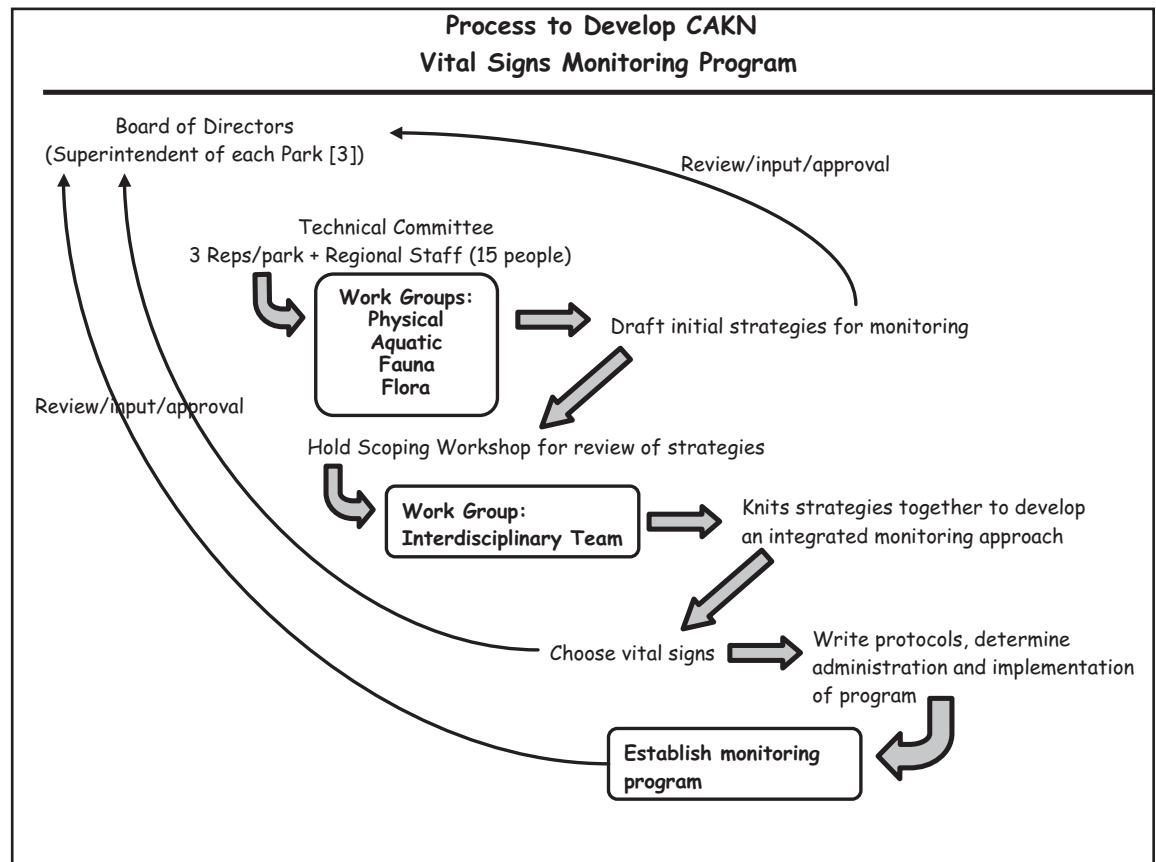 Process to Develop CAKN
Vital Signs Monitoring Program
Board of Directors
(Superintendent of each Park [3])
Review/input/approval
Technical Committee
3 Reps/park + Regional Staff (15 people)
Work Groups:
Physical
Aquatic
Fauna
Flora
Draft initial strategies for monitoring
Review/input/approval
Hold Scoping Workshop for review of strategies
Work Group:
Interdisciplinary Team
Knits strategies together to develop
an integrated monitoring approach
Choose vital signs
Write protocols, determine
administration and implementation
of program
Establish monitoring
program